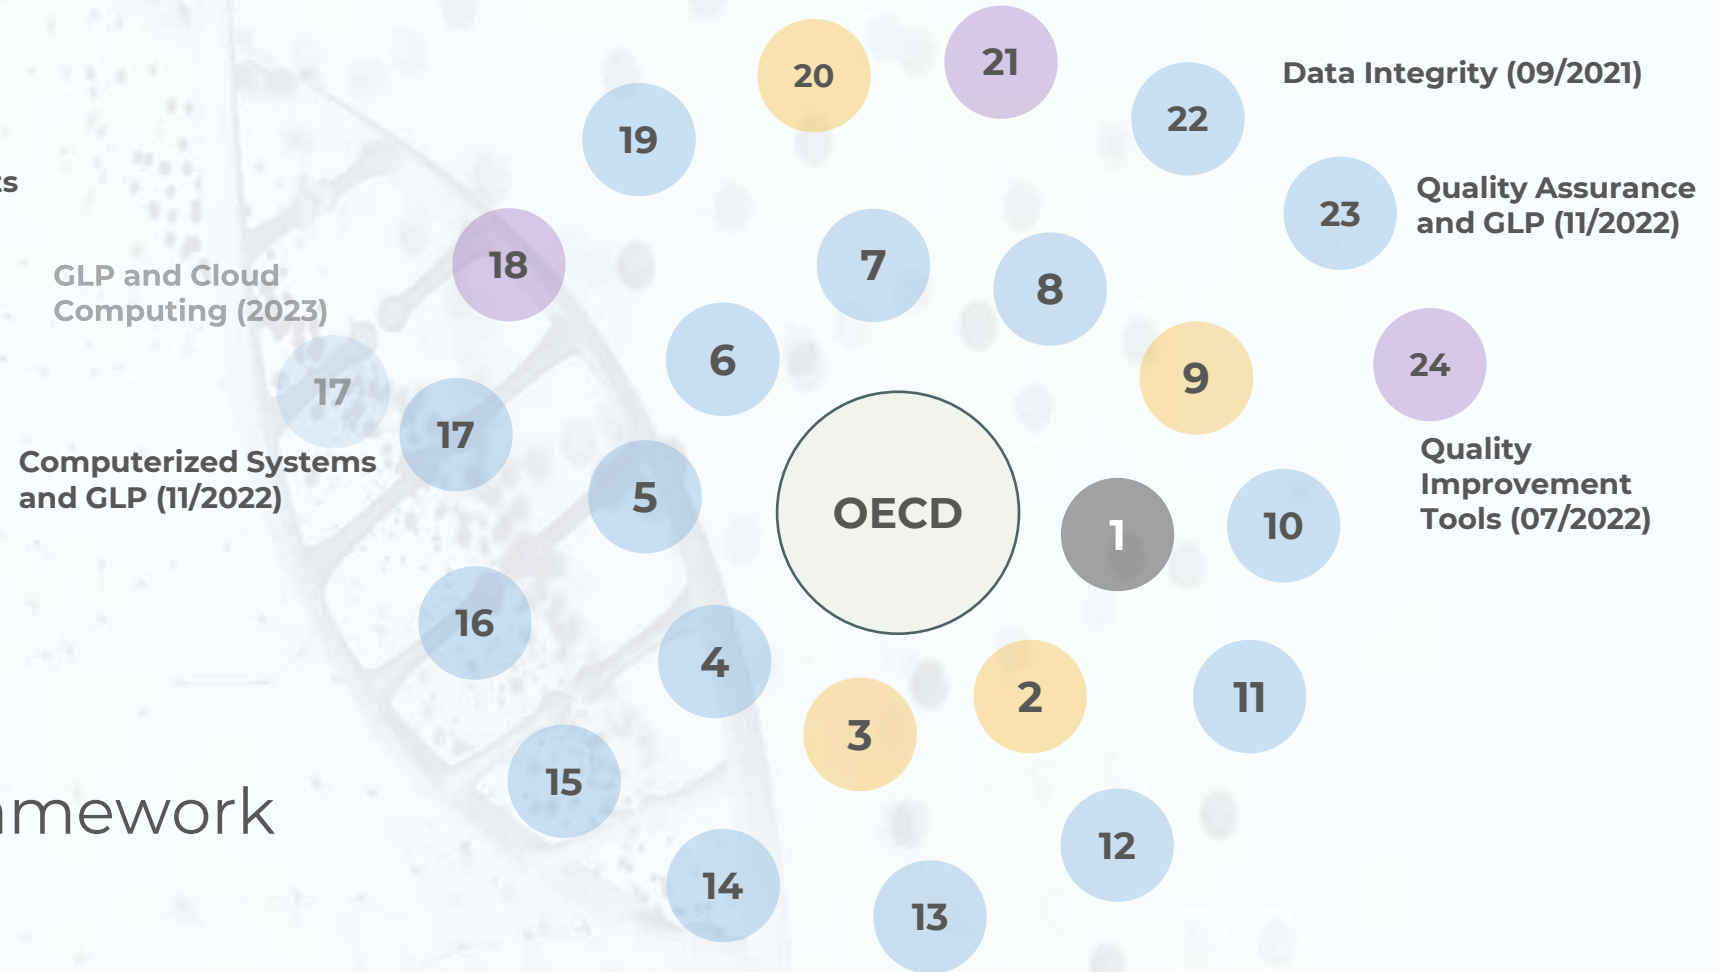 21
20
Data Integrity (09/2021)
22
19
ts
Quality Assurance
and GLP (11/2022)
23
18
7
8
GLP and Cloud
Computing (2023)
6
9
24
17
17
Computerized Systems
and GLP (11/2022)
Quality
Improvement
Tools (07/2022)
5
OECD
1
10
16
4
2
11
3
15
amework
12
14
13